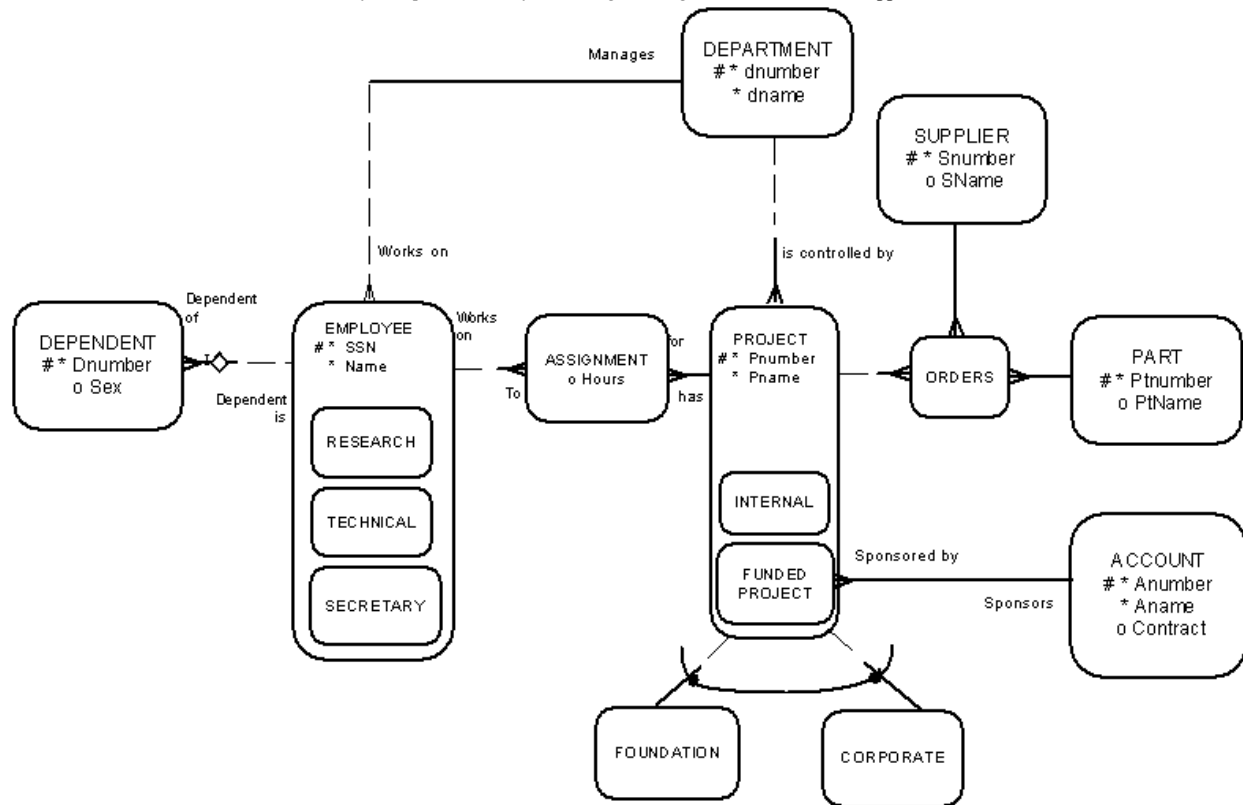 DEPARTMENT
# * dnumber
* dname
Manages
SUPPLIER
# * Snumber
o SName
Works on
is controlled by
Dependent
of
DEPENDENT
# * Dnumber
o Sex
Dependent
is
EMPLOYEE
# * SSN
* Name
RESEARCH
TECHNICAL
SECRETARY
Works
on
To
ASSIGNMENT
o Hours
for
has
PROJECT
# * Pnumber
* Pname
INTERNAL
FUNDED
PROJECT
ORDERS
PART
# * Ptnumber
o PtName
Sponsored by
Sponsors
ACCOUNT
# * Anumber
* Aname
o Contract
FOUNDATION
CORPORATE